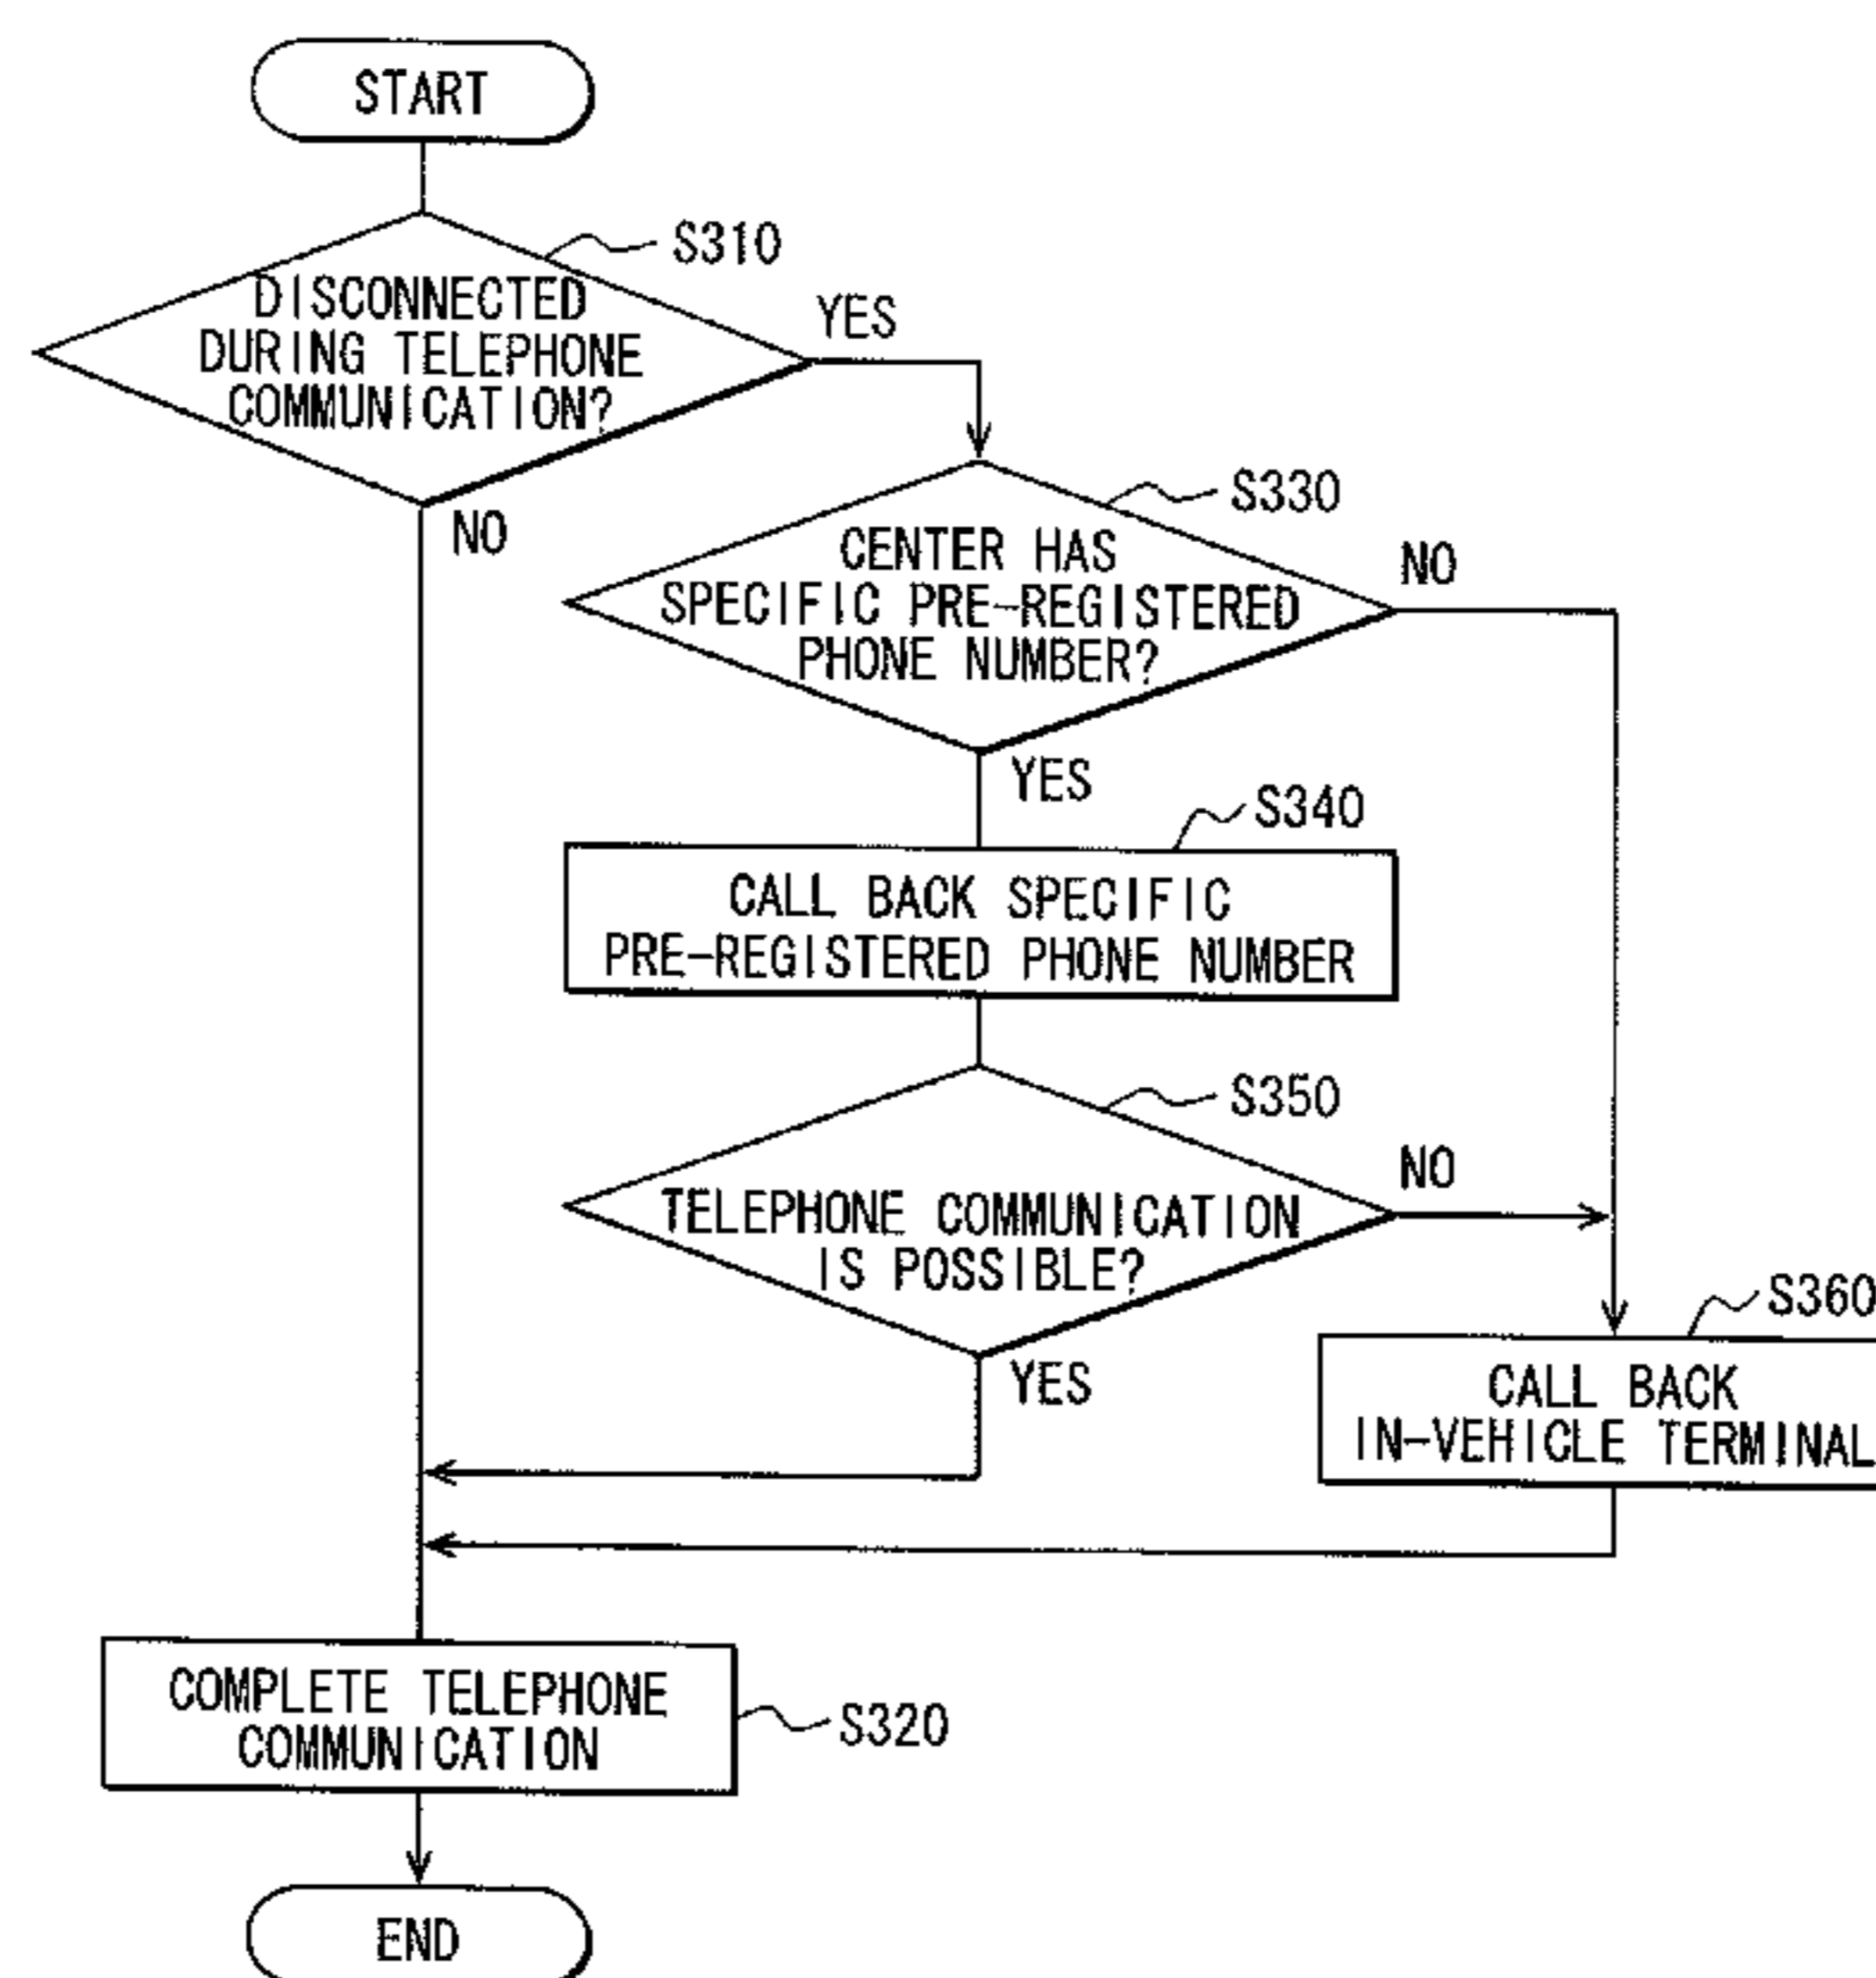 START
S310
DISCONNECTED
DURING TELEPHONE
COMMUNICATION?
YES
NO
S330
CENTER HAS
SPECIFIC PRE-REGISTERED
PHONE NUMBER?
NO
YES
S340
CALL BACK SPECIFIC
PRE-REGISTERED PHONE NUMBER
S350
TELEPHONE COMMUNICATION
IS POSSIBLE?
NO
YES
S360
CALL BACK
IN-VEHICLE TERMINAL
COMPLETE TELEPHONE
COMMUNICATION
S320
END